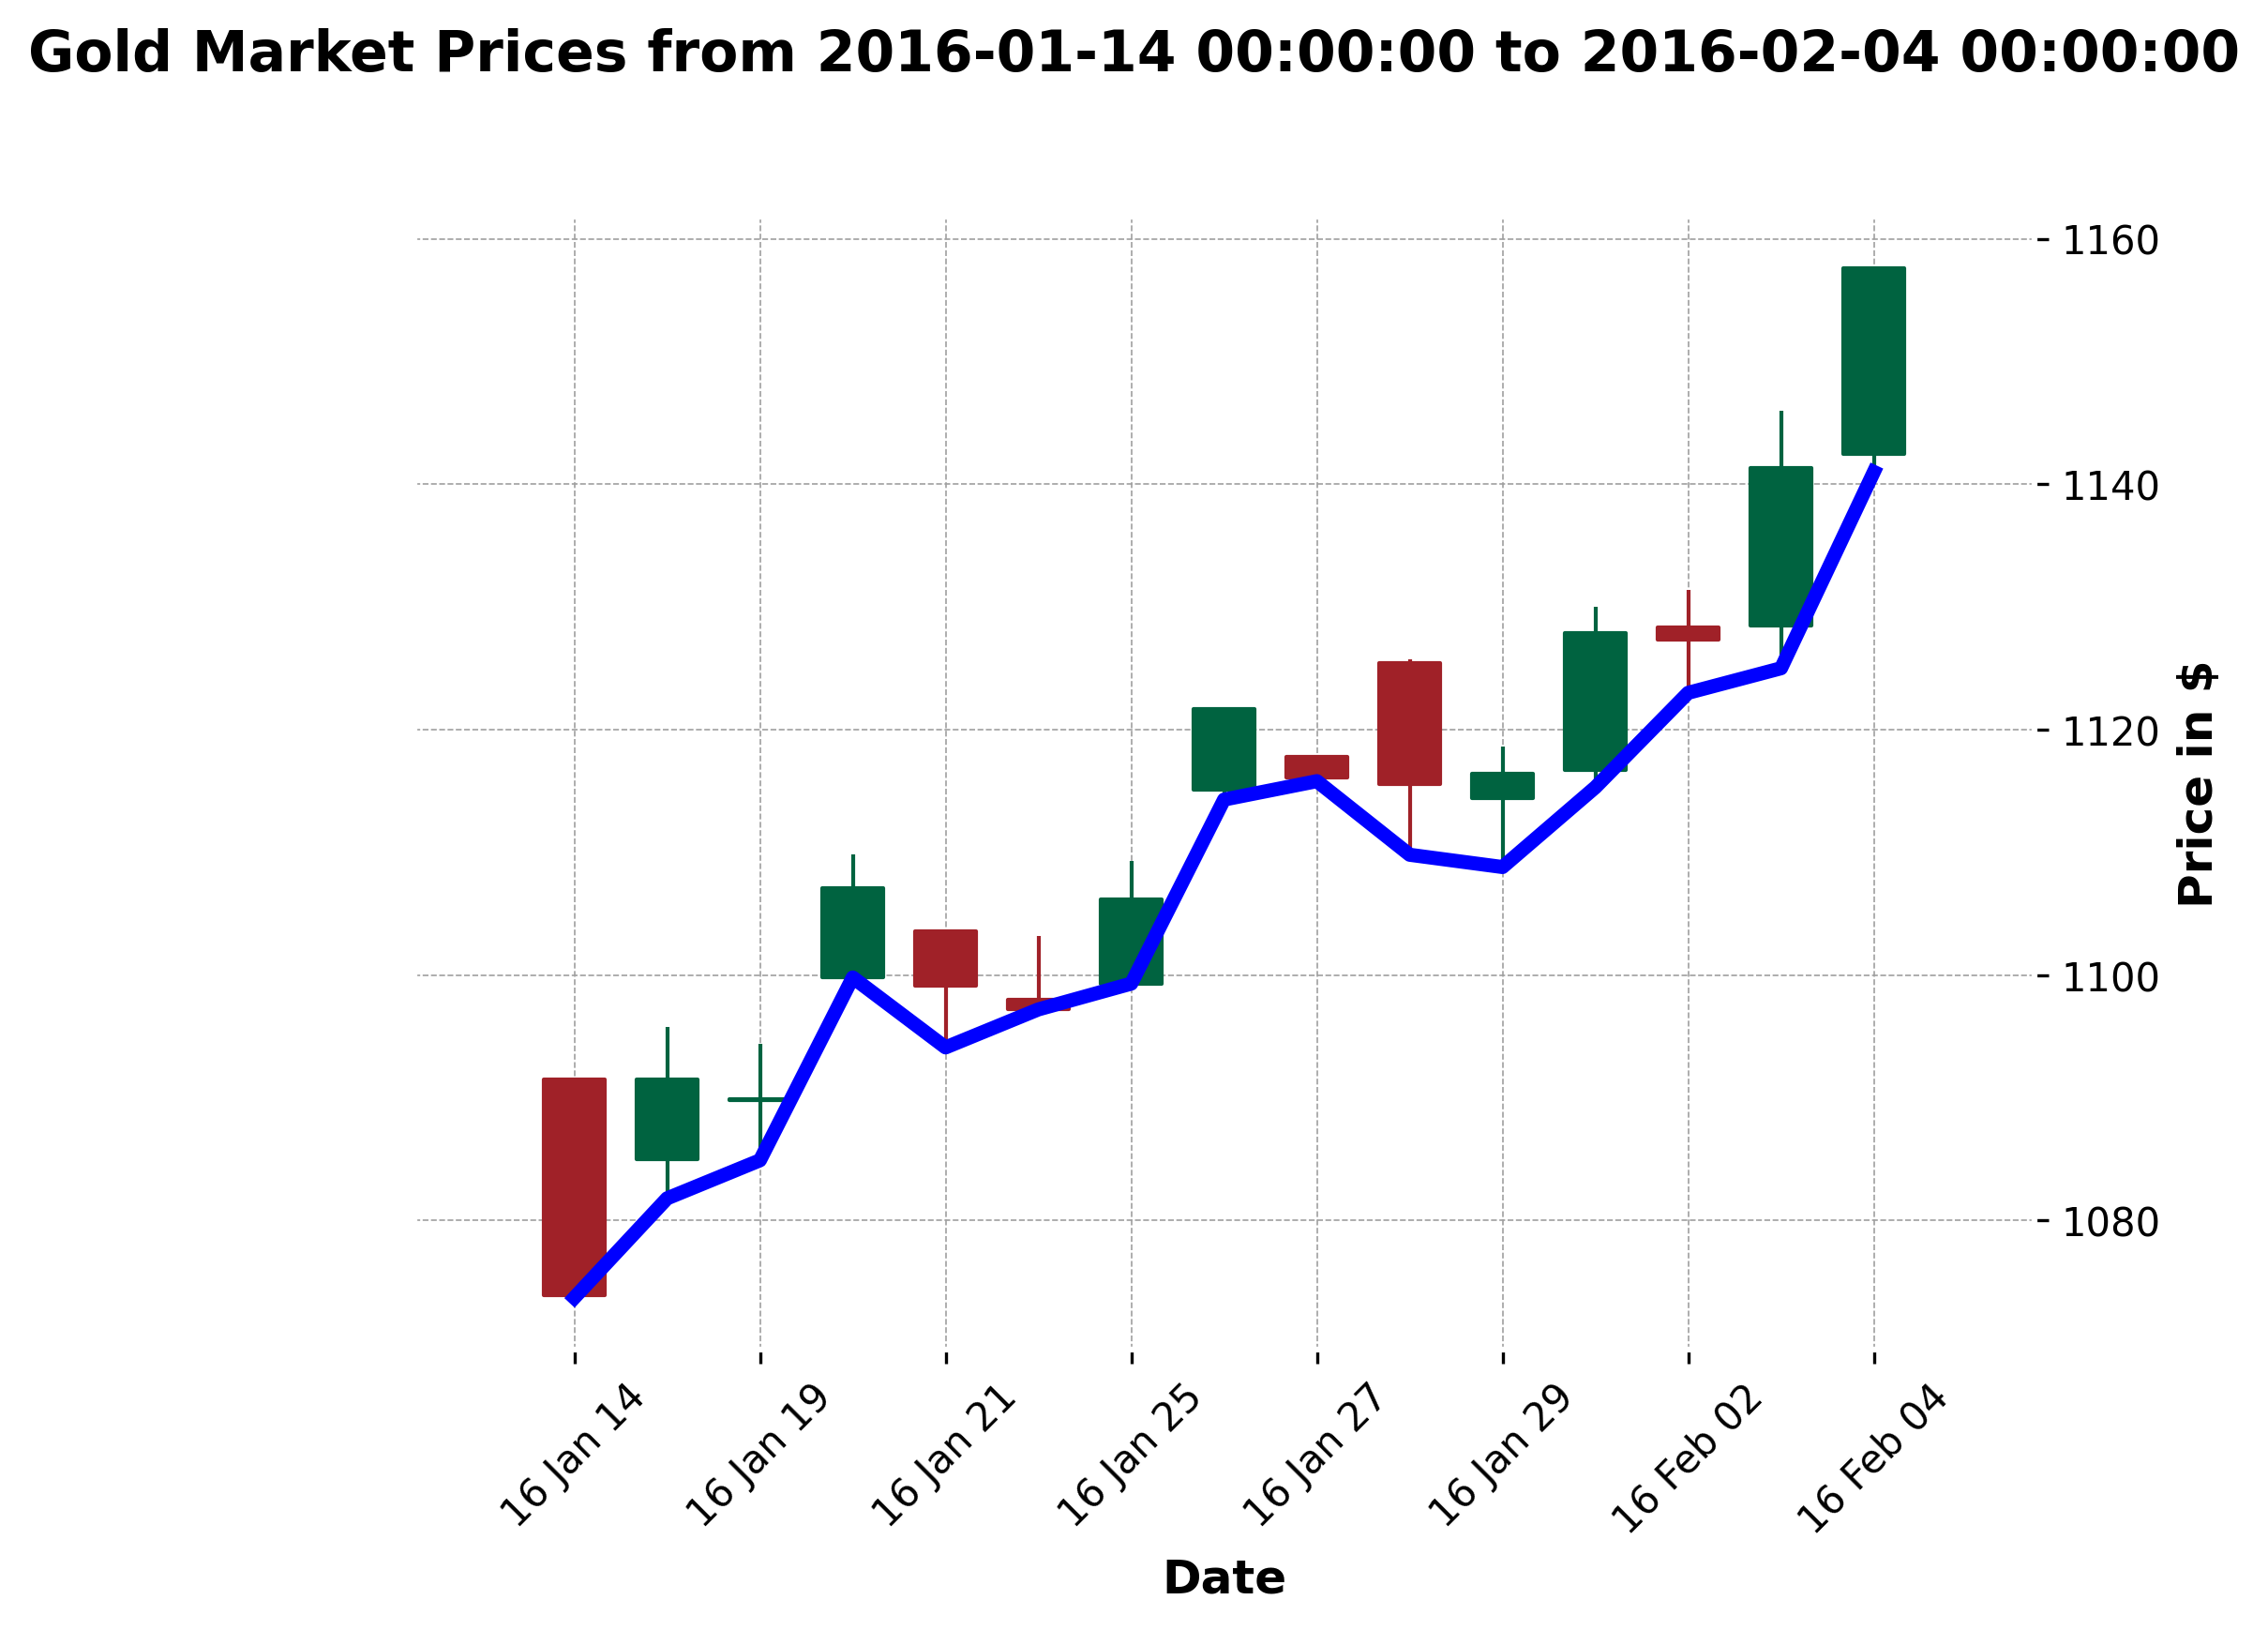 Gold Market Prices from 2016-01-14 00:00:00 to 2016-02-04 00:00:00
1160
1140
1120
1100
1080
Price in $
16 Jan 14
16 Jan 19
16 Jan 21
16 Jan 25
16 Jan 27
16 Jan 29
16 Feb 02
16 Feb 04
Date